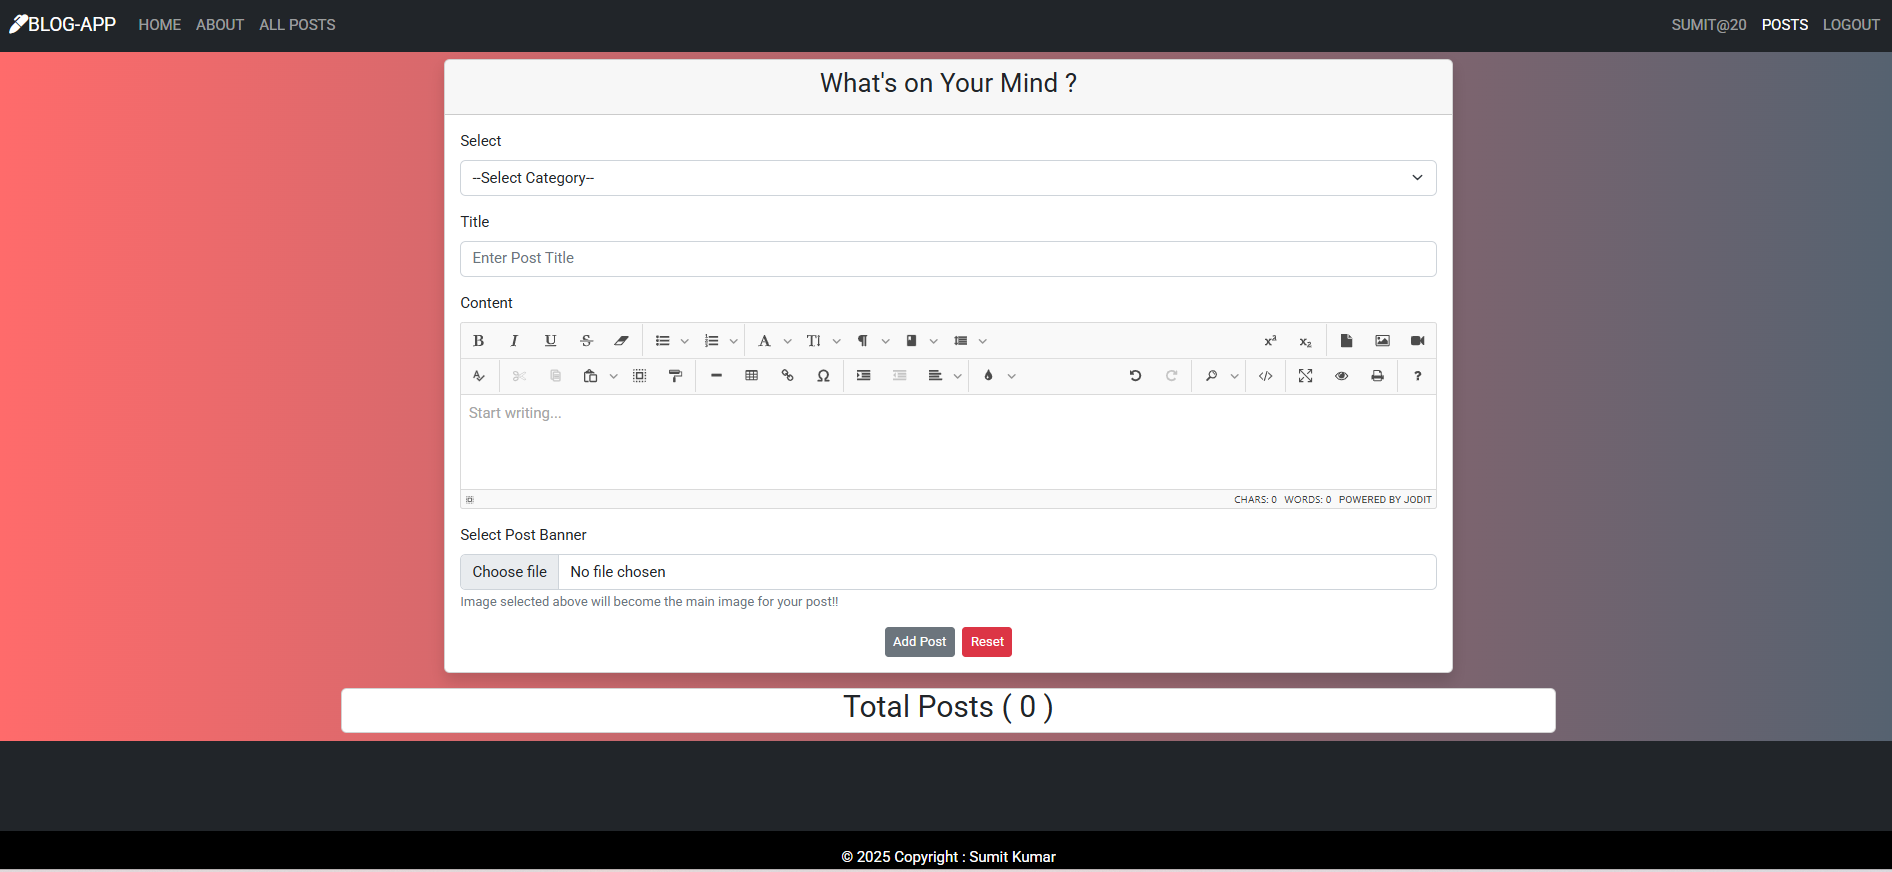 BLOG-APP HOME ABOUT ALL POSTS SUMIT@20 POSTS LOGOUT
What's on Your Mind ?
Select
--Select Category--
Title
Enter Post Title
Content
Start writing...
CHARS: 0 WORDS: 0 POWERED BY JODIT
Select Post Banner
Choose file No file chosen
Image selected above will become the main image for your post!!
Add Post Reset
Total Posts ( 0 )
© 2025 Copyright : Sumit Kumar